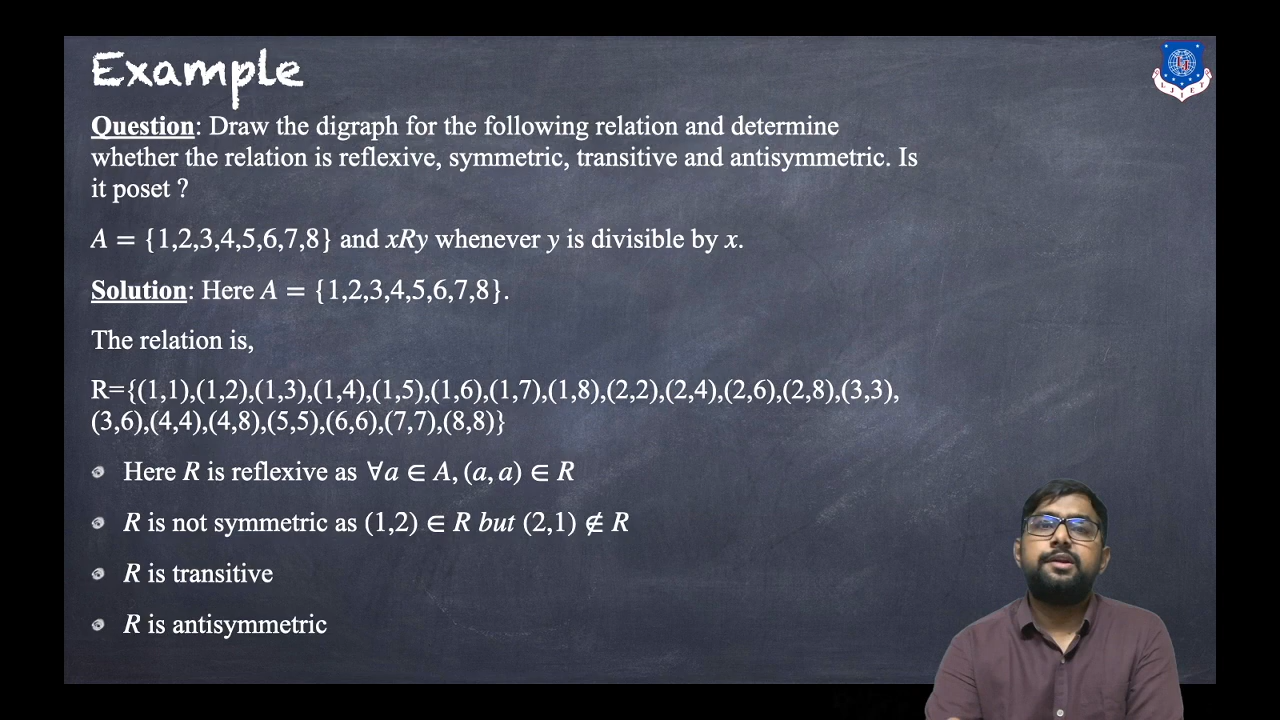 Example
Question: Draw the digraph for the following relation and determine
whether the relation is reflexive, symmetric, transitive and antisymmetric. Is
it poset ?
A = {1,2,3,4,5,6,7,8} and xRy whenever y is divisible by x.
Solution: Here A = {1,2,3,4,5,6,7,8}.
The relation is,
R={(1,1),(1,2),(1,3),(1,4),(1,5),(1,6),(1,7),(1,8),(2,2),(2,4),(2,6),(2,8),(3,3),
(3,6),(4,4),(4,8),(5,5),(6,6),(7,7),(8,8)}
Here R is reflexive as ∀a ∈ A, (a, a) ∈ R
R is not symmetric as (1,2) ∈ R but (2,1) ∉ R
R is transitive
R is antisymmetric